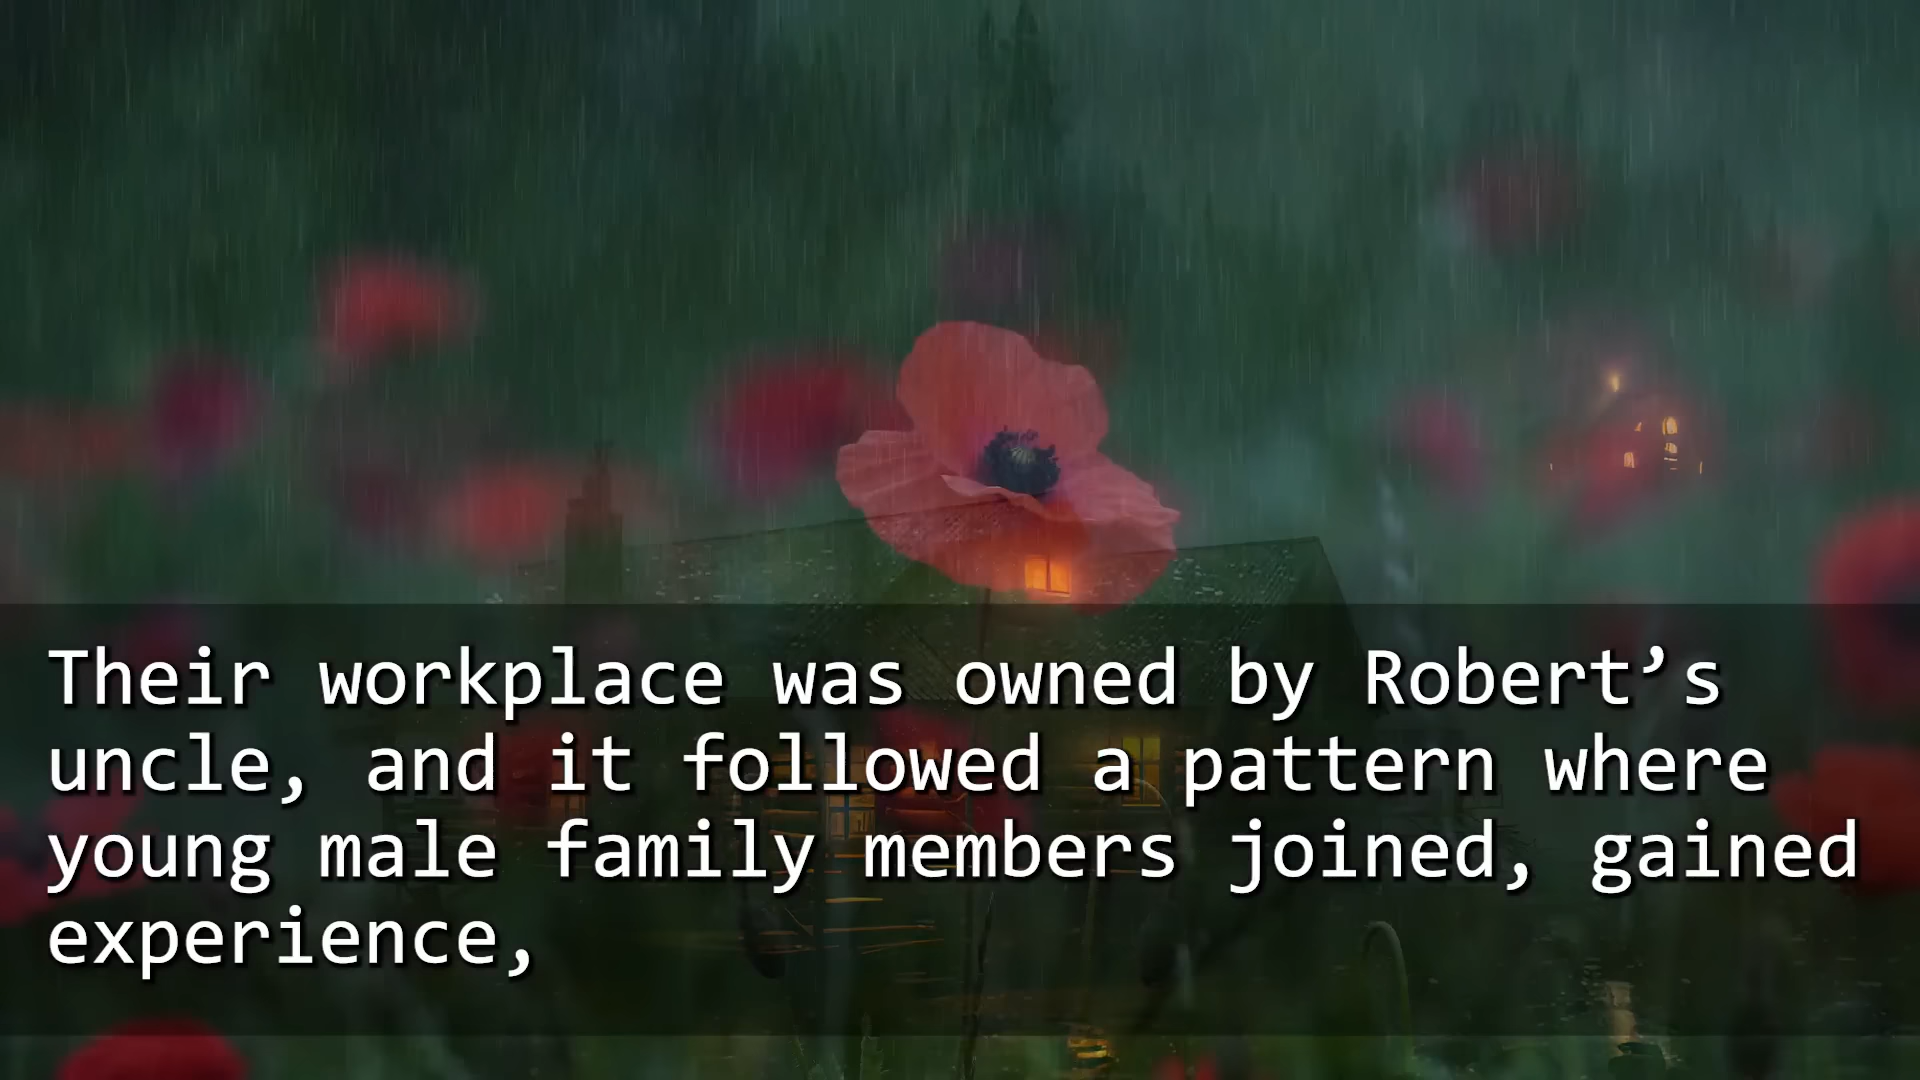 Their workplace was owned by Robert’s
uncle, and it followed a pattern where
young male family members joined, gained
experience,